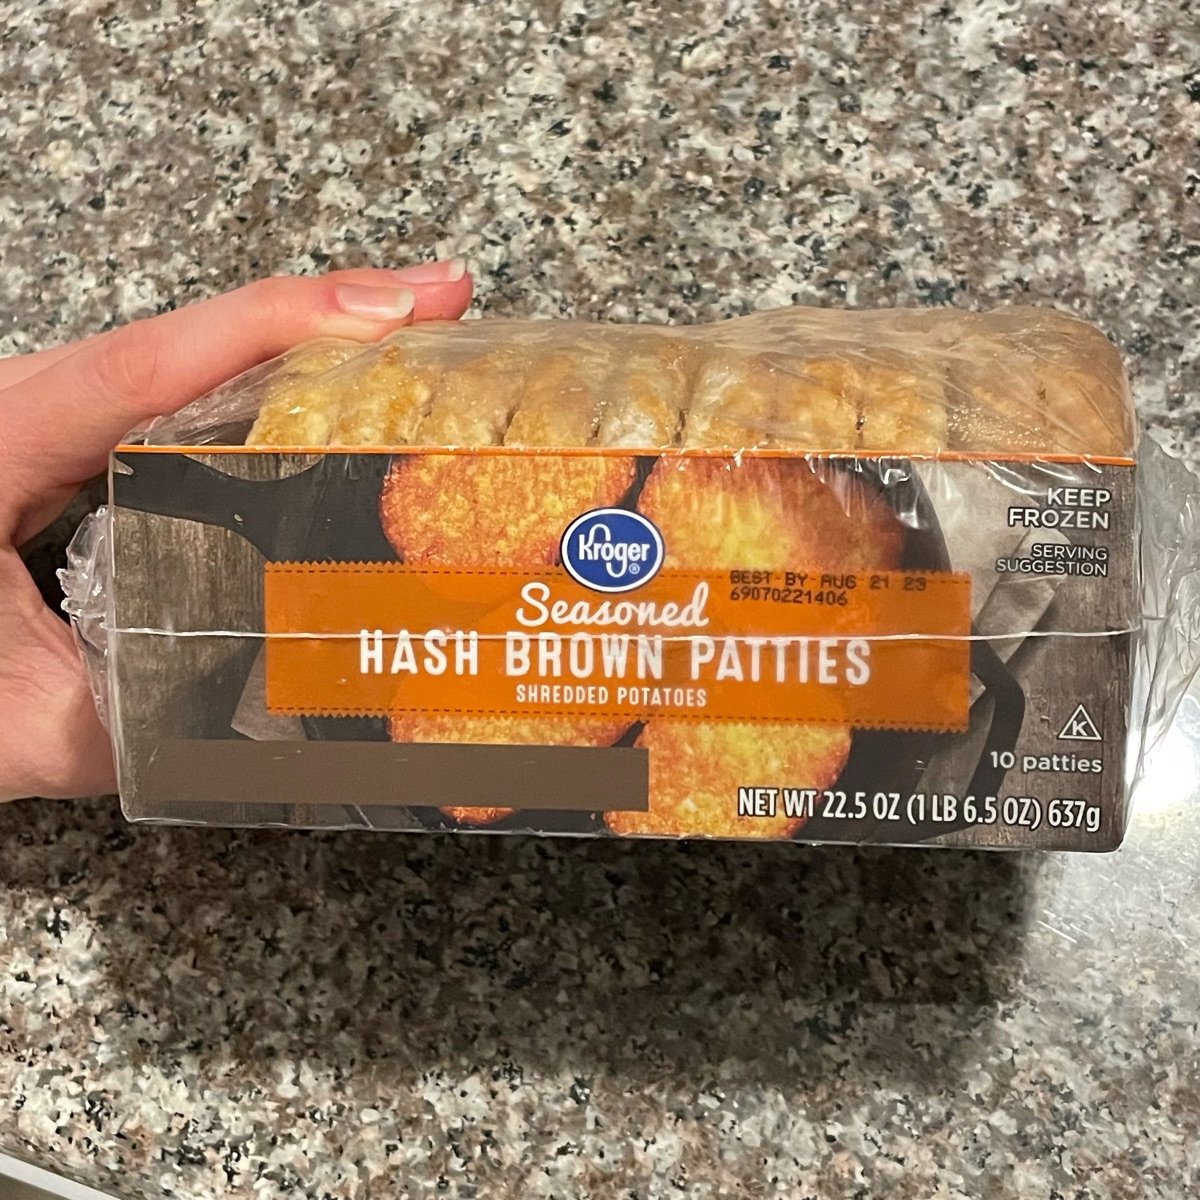 KEEP
FROZEN
SERVING
SUGGESTION
Kroger®
BEST BY AUG 21 23
69070221406
Seasoned
HASH BROWN PATTIES
SHREDDED POTATOES
K
10 patties
NET WT 22.5 OZ (1 LB 6.5 OZ) 637g